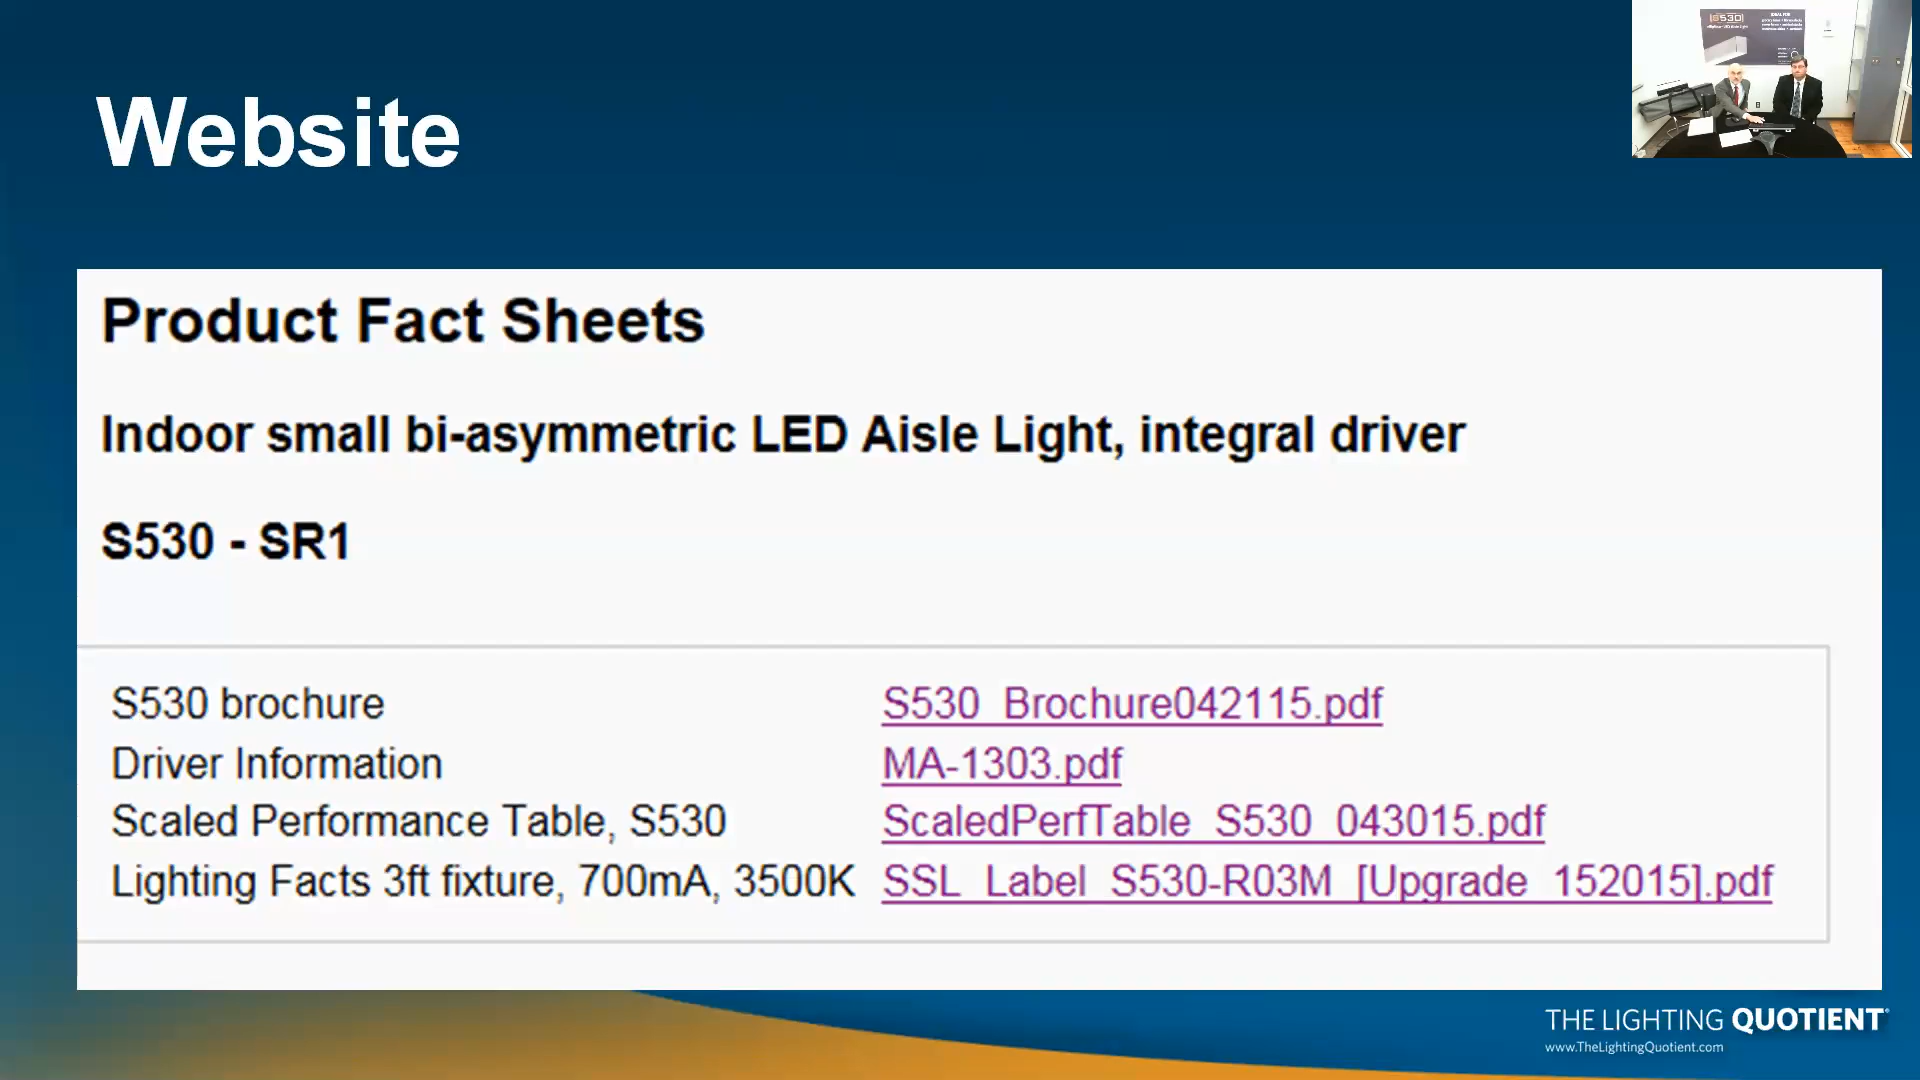 Website
S530
Product Fact Sheets
Indoor small bi-asymmetric LED Aisle Light, integral driver
S530 - SR1
S530 brochure S530_Brochure042115.pdf
Driver Information MA-1303.pdf
Scaled Performance Table, S530 ScaledPerfTable_S530_043015.pdf
Lighting Facts 3ft fixture, 700mA, 3500K SSL_Label_S530-R03M_[Upgrade_152015].pdf
THE LIGHTING QUOTIENT
www.TheLightingQuotient.com